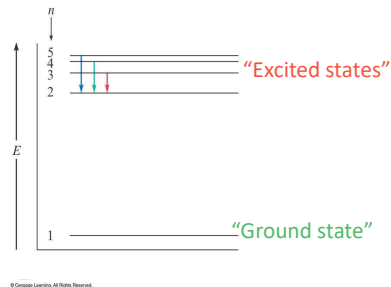 n
5
4
3
2
"Excited states"
E
1
"Ground state"
© Cengage Learning. All Rights Reserved.